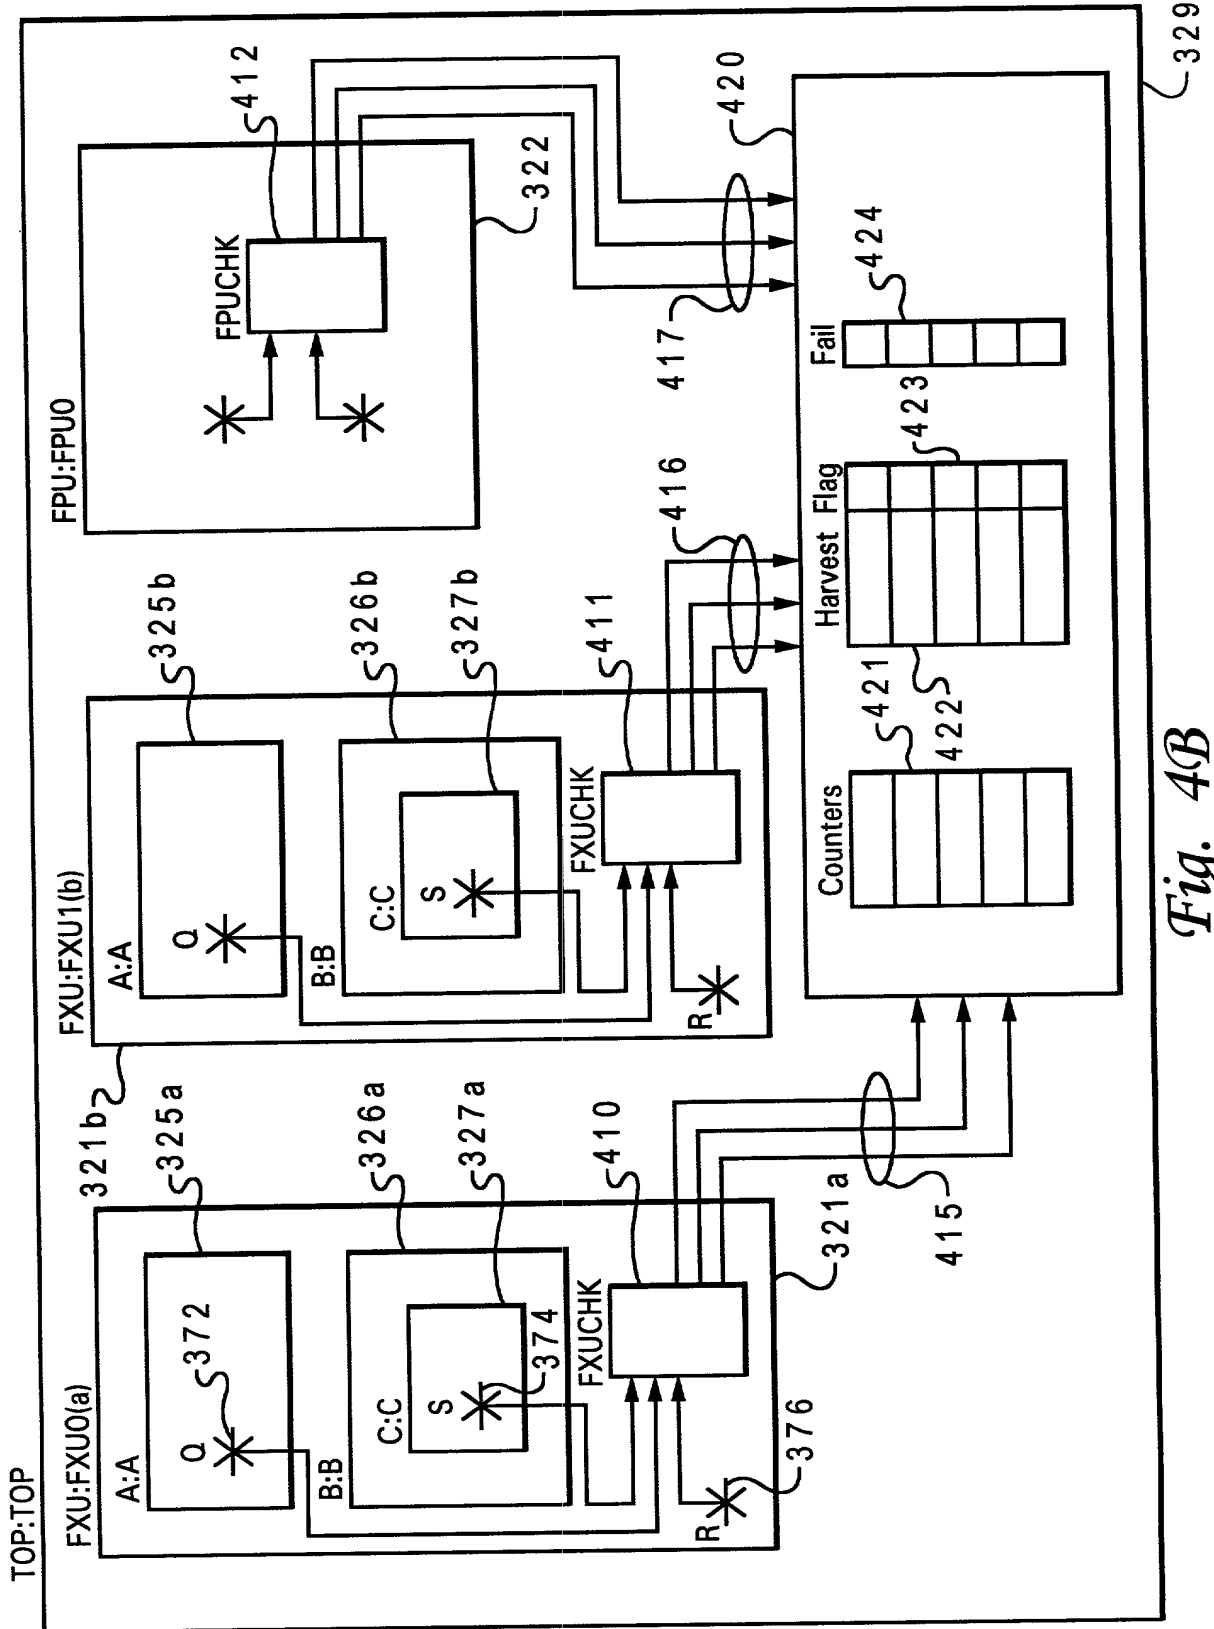 TOP:TOP
FXU:FXU0(a)
A:A
Q
372
325a
B:B
C:C
S
374
326a
327a
FXUCHK
410
R
376
321a
415
321b
FXU:FXU1(b)
A:A
Q
325b
B:B
C:C
S
326b
327b
FXUCHK
411
R
416
FPU:FPU0
FPUCHK
412
322
417
420
Counters
421
Harvest Flag
422
423
Fail
424
329
Fig. 4B